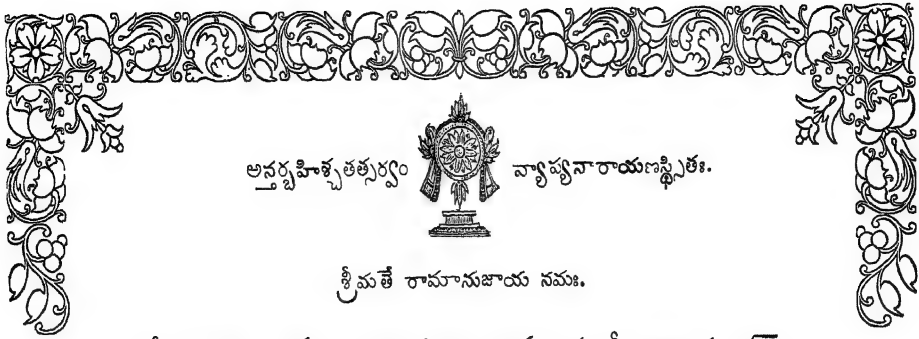 అన్తర్బహిశ్చతత్సర్వం వ్యాప్యనారాయణస్థ్సితః.
శ్రీమతే రామానుజాయ నమః.